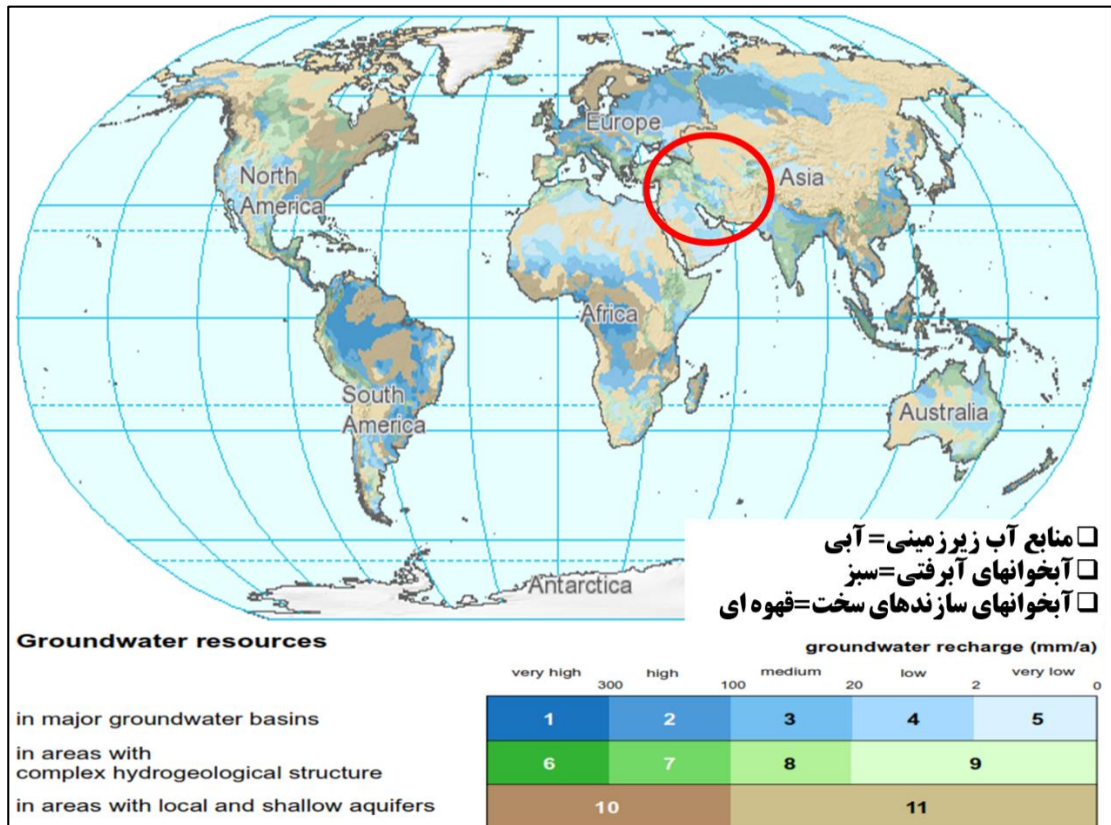 Europe
North
America
Asia
Africa
South
America
Australia
Antarctica
❑ منابع آب زیرزمینی=آبی
❑ آبخوانهای آبرفتی=سبز
❑ آبخوانهای سازندهای سخت=قهوه ای
Groundwater resources
groundwater recharge (mm/a)
very high high medium low very low
300 100 20 2 0
in major groundwater basins 1 2 3 4 5
in areas with
complex hydrogeological structure 6 7 8 9
in areas with local and shallow aquifers 10 11